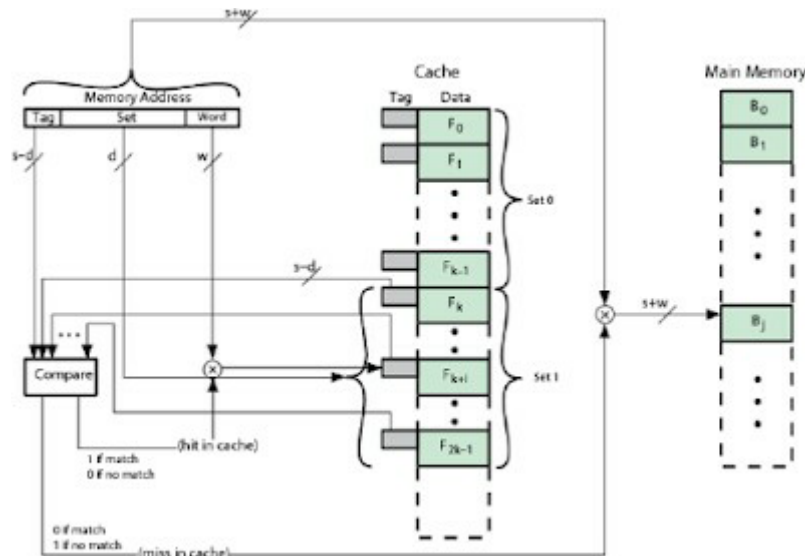 s+w
Cache
Main Memory
Memory Address
Tag Data
Tag Set Word
F0
B0
s–d
d
w
F1
B1
Set 0
s–d
Fk–1
Fk
s+w
Bj
Compare
Fk+i
Set 1
(hit in cache)
F2k–1
1 if match
0 if no match
0 if match
1 if no match
(miss in cache)